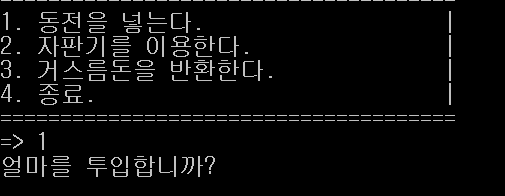 1. 동전을 넣는다. |
2. 자판기를 이용한다. |
3. 거스름돈을 반환한다. |
4. 종료. |
======================================
=> 1
얼마를 투입합니까?